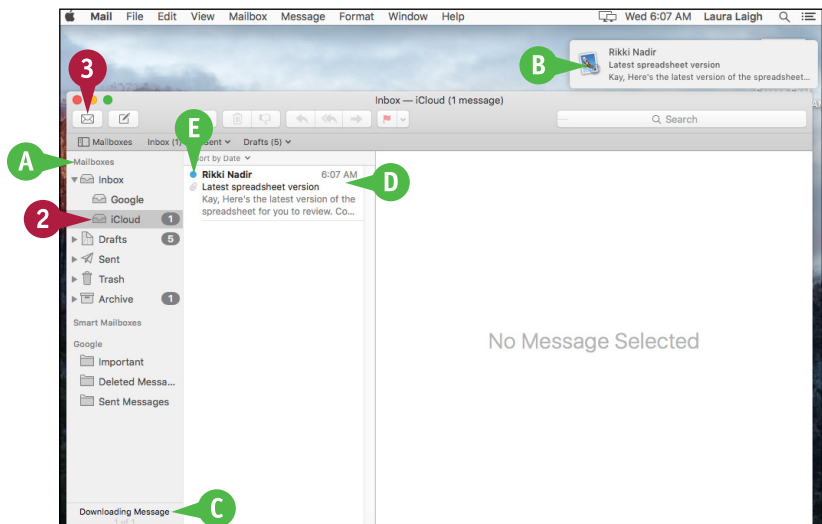 Mail File Edit View Mailbox Message Format Window Help Wed 6:07 AM Laura Laigh
Rikki Nadir
Latest spreadsheet version
Kay, Here's the latest version of the spreadsheet...
B
3
Inbox — iCloud (1 message)
Search
E
Mailboxes Inbox (1) Sent Drafts (5)
A
Mailboxes
Sort by Date
Inbox
Google
2
iCloud 1
Drafts 5
Sent
Trash
Archive 1
Smart Mailboxes
Google
Important
Deleted Messa...
Sent Messages
Rikki Nadir 6:07 AM
Latest spreadsheet version
Kay, Here's the latest version of the
spreadsheet for you to review. Co...
D
No Message Selected
Downloading Message
1 of 1
C